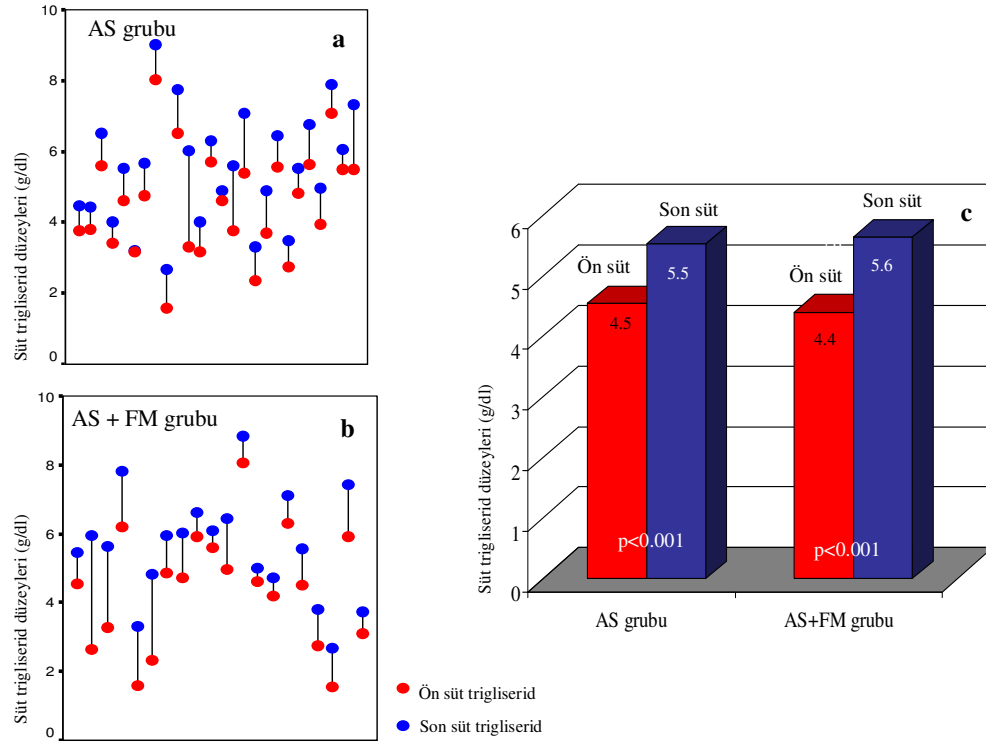 10
8
6
4
2
0
Süt trigliserid düzeyleri (g/dl)
AS grubu
a
10
8
6
4
2
0
Süt trigliserid düzeyleri (g/dl)
AS + FM grubu
b
Ön süt trigliserid
Son süt trigliserid
c
6
5
4
3
2
1
0
Süt trigliserid düzeyleri (g/dl)
Ön süt
Son süt
Ön süt
Son süt
4.5
5.5
4.4
5.6
p<0.001
p<0.001
AS grubu
AS+FM grubu